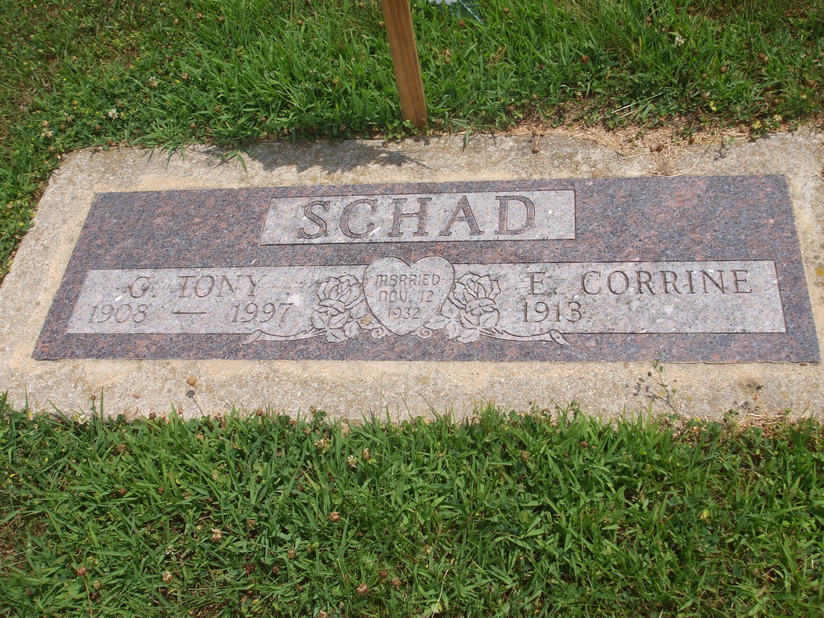 SCHAD
G. TONY
1908 — 1997
MARRIED
NOV. 12
1932
E. CORRINE
1913